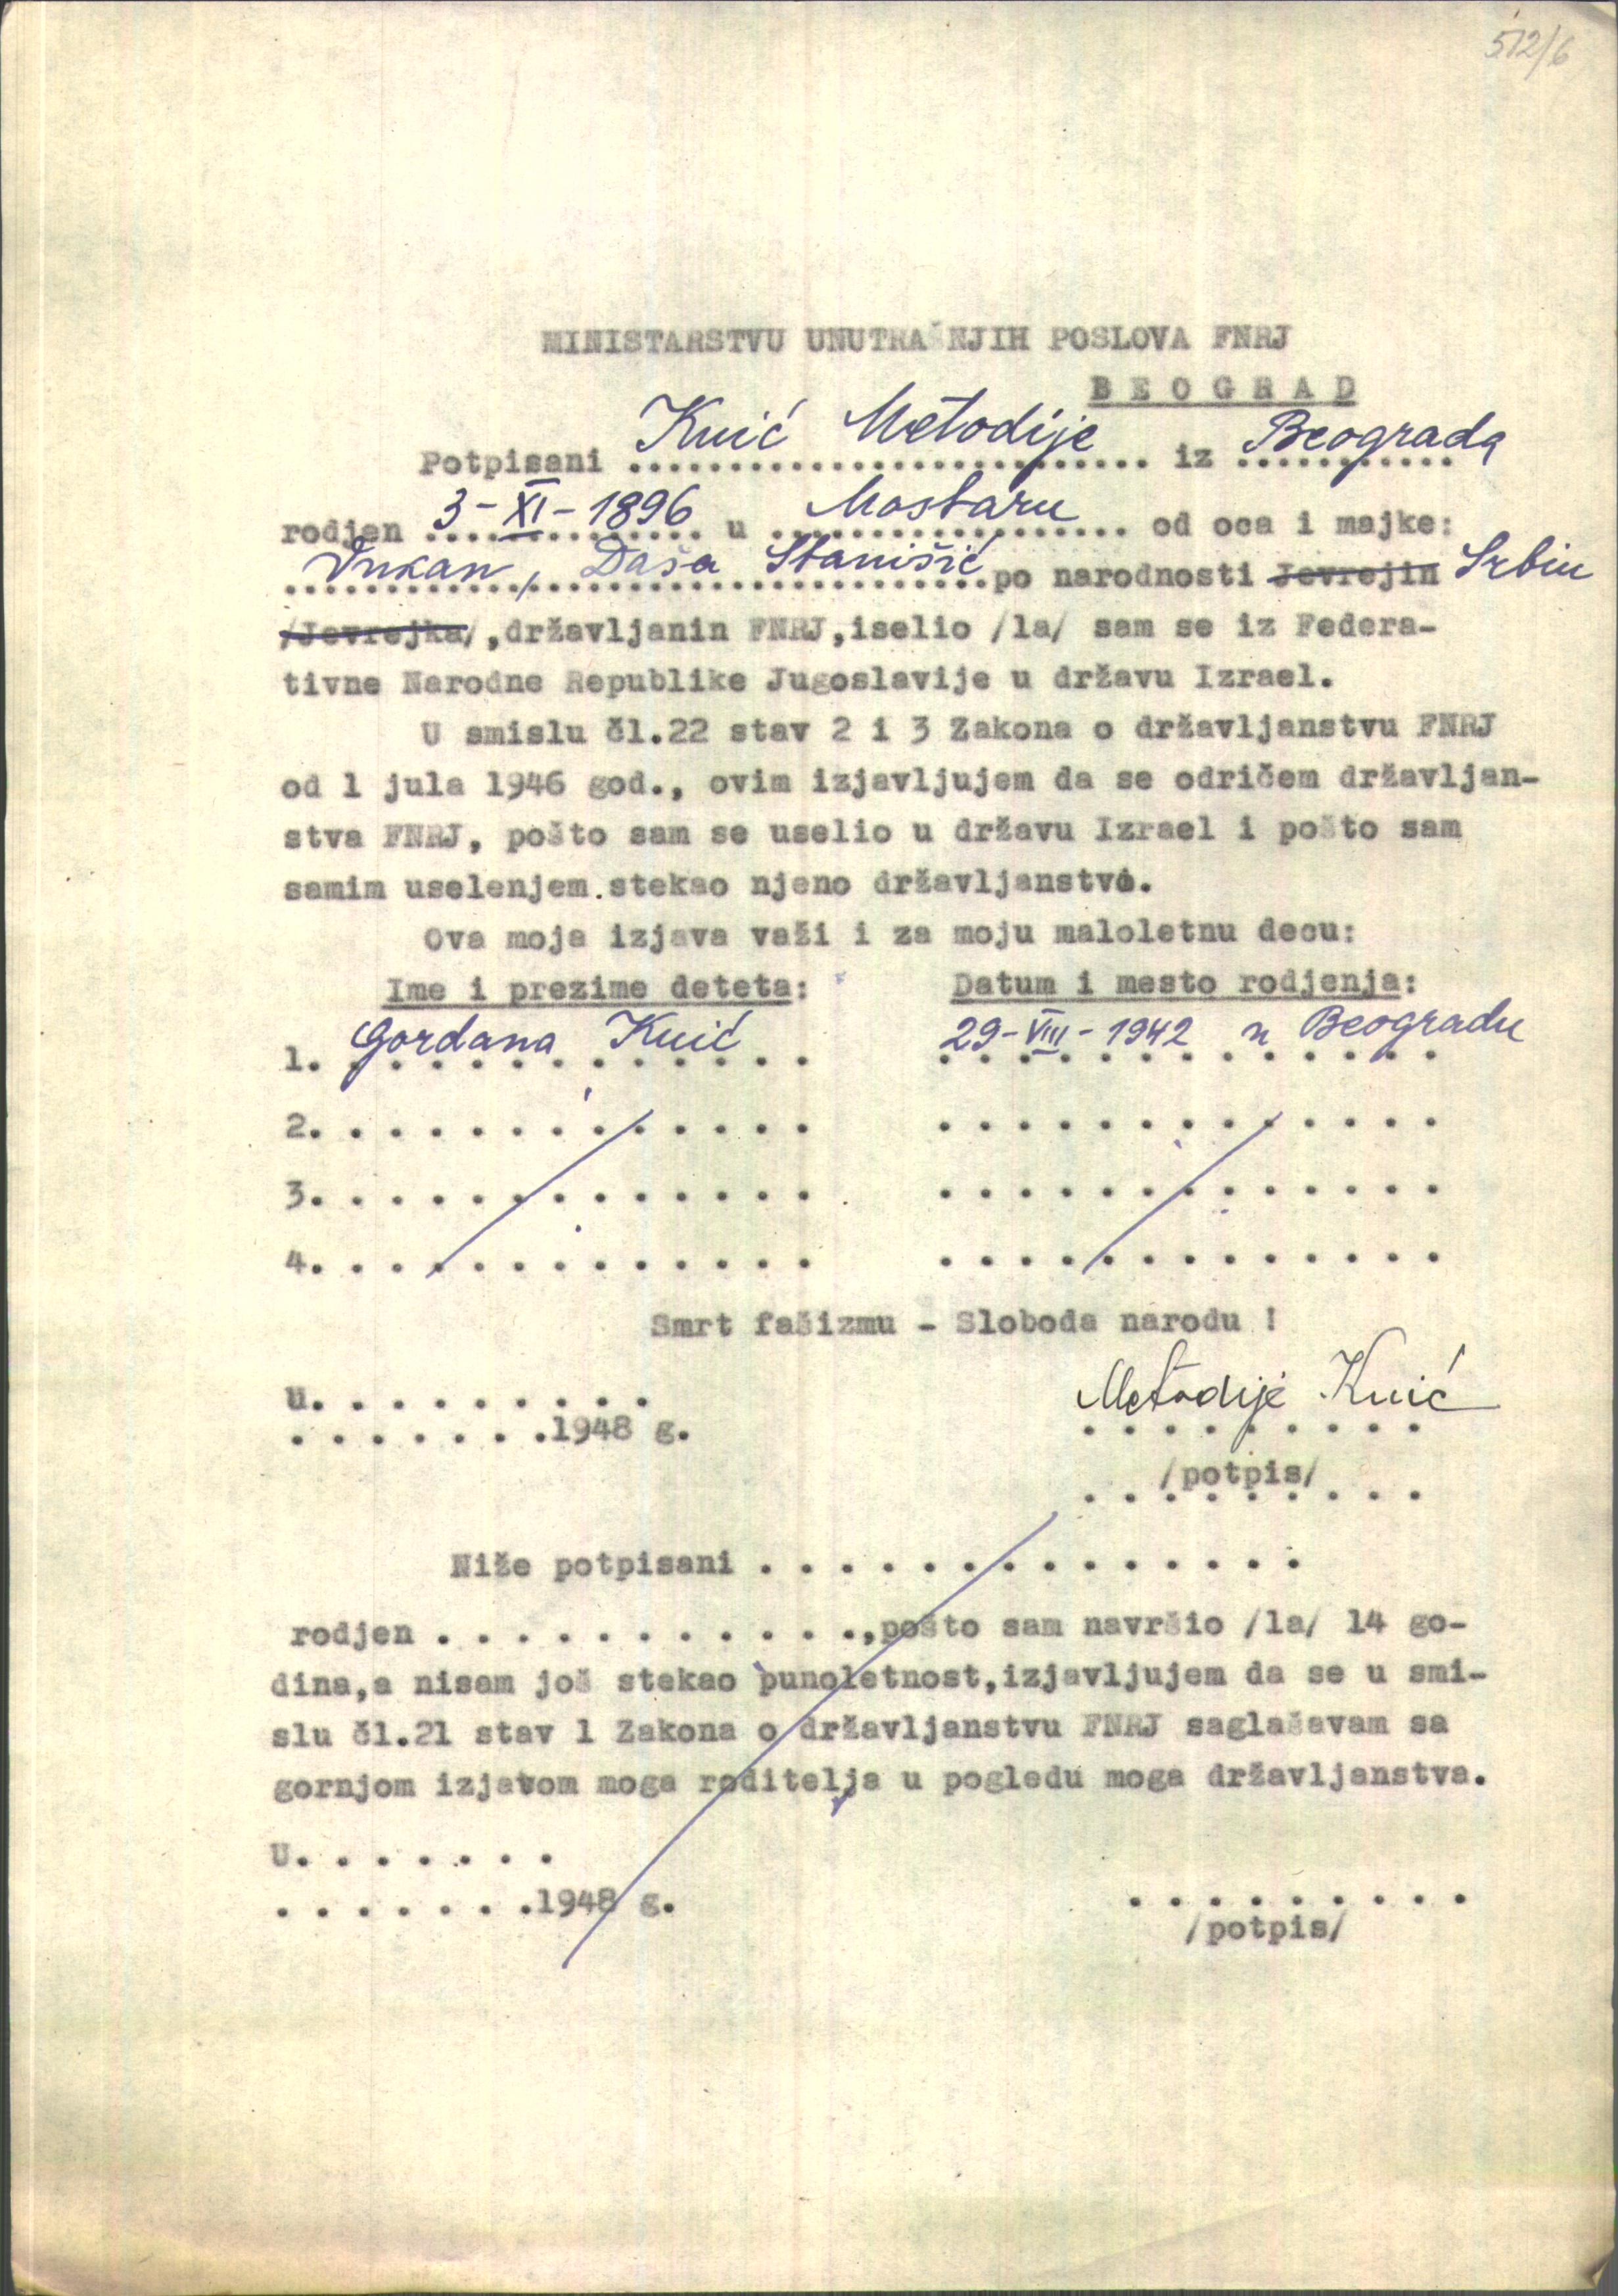 512/6
MINISTARSTVU UNUTRAŠNJIH POSLOVA FNRJ
BEOGRAD
Potpisani Kuić Metodije iz Beograda
rodjen 3-XI-1896 u Mostaru od oca i majke:
Vukan, Daša Stanišić po narodnosti Jevrejin Srbin
/Jevrejka/, državljanin FNRJ, iselio /la/ sam se iz Federa-
tivne Narodne Republike Jugoslavije u državu Izrael.
U smislu čl.22 stav 2 i 3 Zakona o državljanstvu FNRJ
od 1 jula 1946 god., ovim izjavljujem da se odričem državljan-
stva FNRJ, pošto sam se uselio u državu Izrael i pošto sam
samim uselenjem stekao njeno državljanstvo.
Ova moja izjava važi i za moju maloletnu decu:
Ime i prezime deteta: Datum i mesto rodjenja:
1. Gordana Kuić 29-VIII-1942 u Beogradu
2.
3.
4.
Smrt fašizmu - Sloboda narodu !
u. . . . . . . . . . Metodije Kuić
. . . . . . .1948 g.
/potpis/
Niže potpisani . . . . . . . . . . . . . .
rodjen . . . . . . . . . . ., pošto sam navršio /la/ 14 go-
dina, a nisam još stekao punoletnost, izjavljujem da se u smi-
slu čl.21 stav 1 Zakona o državljanstvu FNRJ saglašavam sa
gornjom izjavom moga roditelja u pogledu moga državljanstva.
U. . . . . . .
. . . . . . .1948 g.
/potpis/